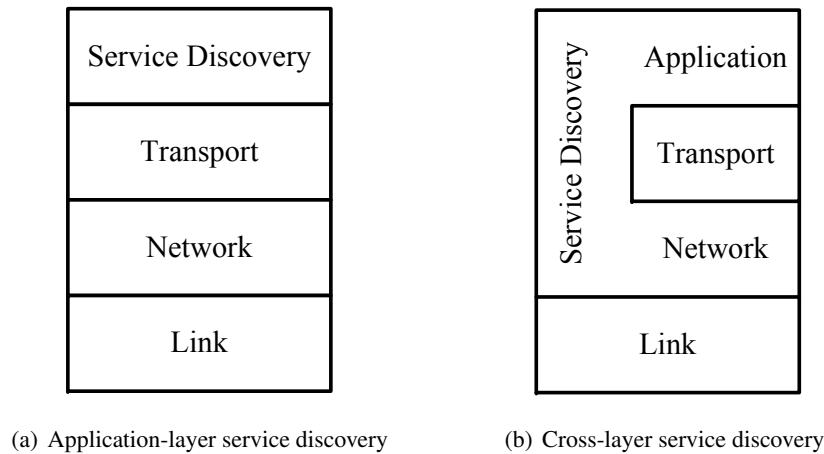 Service Discovery
Transport
Network
Link
(a) Application-layer service discovery
Service Discovery
Application
Transport
Network
Link
(b) Cross-layer service discovery